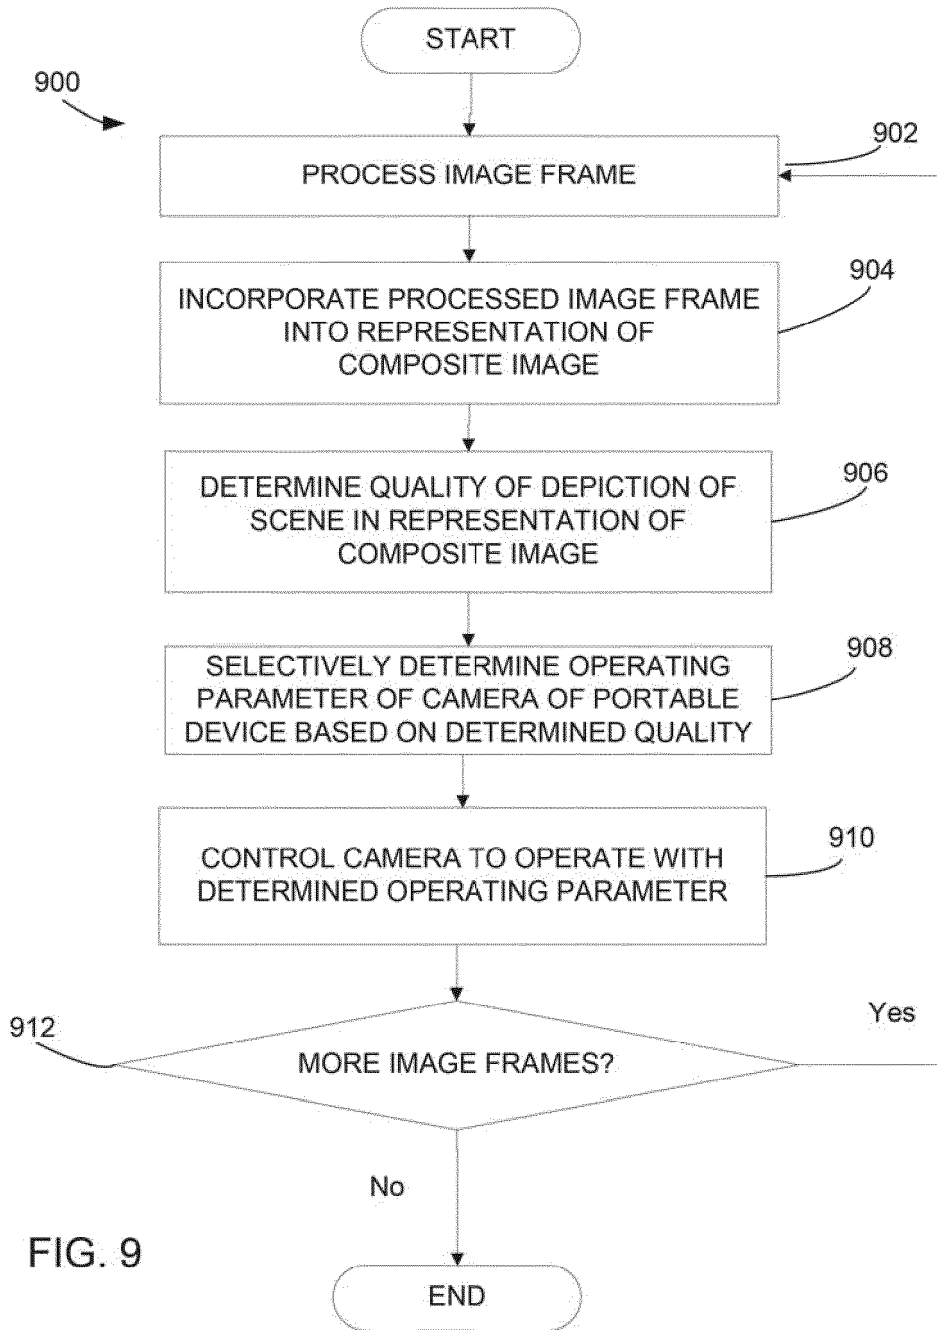 START
900
902
PROCESS IMAGE FRAME
904
INCORPORATE PROCESSED IMAGE FRAME
INTO REPRESENTATION OF
COMPOSITE IMAGE
906
DETERMINE QUALITY OF DEPICTION OF
SCENE IN REPRESENTATION OF
COMPOSITE IMAGE
908
SELECTIVELY DETERMINE OPERATING
PARAMETER OF CAMERA OF PORTABLE
DEVICE BASED ON DETERMINED QUALITY
910
CONTROL CAMERA TO OPERATE WITH
DETERMINED OPERATING PARAMETER
912
Yes
MORE IMAGE FRAMES?
No
FIG. 9
END